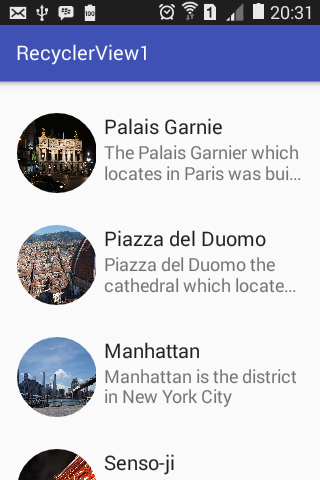 100 1 20:31
RecyclerView1
Palais Garnie
The Palais Garnier which
locates in Paris was bui...
Piazza del Duomo
Piazza del Duomo the
cathedral which locate...
Manhattan
Manhattan is the district
in New York City
Senso-ji